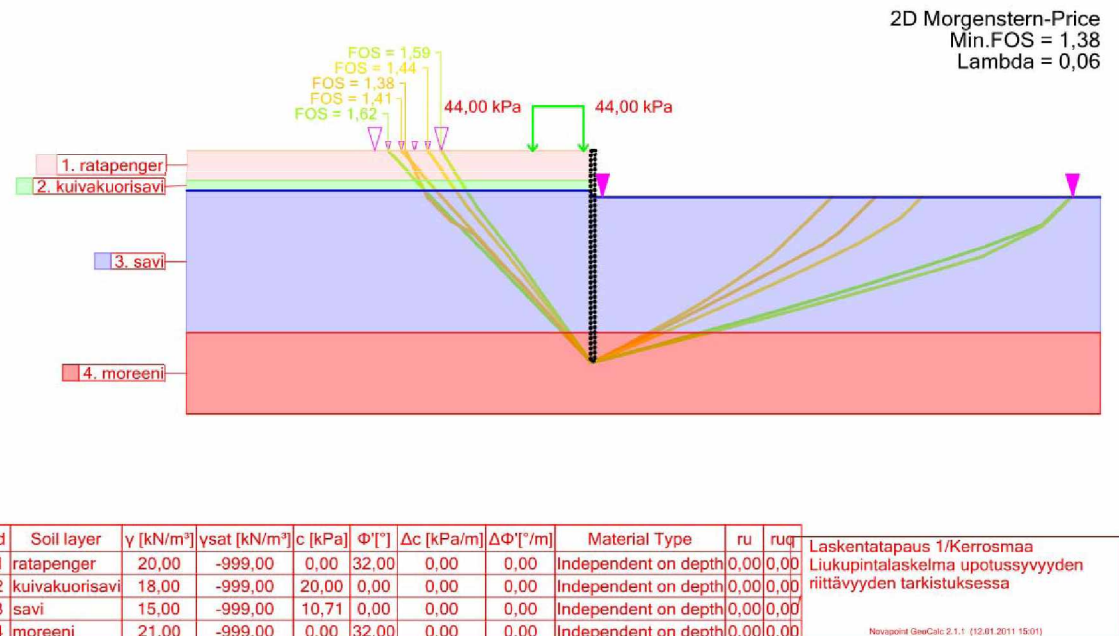 2D Morgenstern-Price
Min.FOS = 1,38
Lambda = 0,06
FOS = 1,59
FOS = 1,44
FOS = 1,38
FOS = 1,41
FOS = 1,62
44,00 kPa
44,00 kPa
1. ratapenger
2. kuivakuorisavi
3. savi
4. moreeni
d Soil layer γ [kN/m³] γsat [kN/m³] c [kPa] Φ'[°] Δc [kPa/m] ΔΦ'[°/m] Material Type ru ruq
1 ratapenger 20,00 -999,00 0,00 32,00 0,00 0,00 Independent on depth 0,00 0,00
2 kuivakuorisavi 18,00 -999,00 20,00 0,00 0,00 0,00 Independent on depth 0,00 0,00
3 savi 15,00 -999,00 10,71 0,00 0,00 0,00 Independent on depth 0,00 0,00
4 moreeni 21,00 -999,00 0,00 32,00 0,00 0,00 Independent on depth 0,00 0,00
Laskentatapaus 1/Kerrosmaa
Liukupintalaskelma upotussyvyyden
riittävyyden tarkistuksessa
Novapoint GeoCalc 2.1.1 (12.01.2011 15:01)